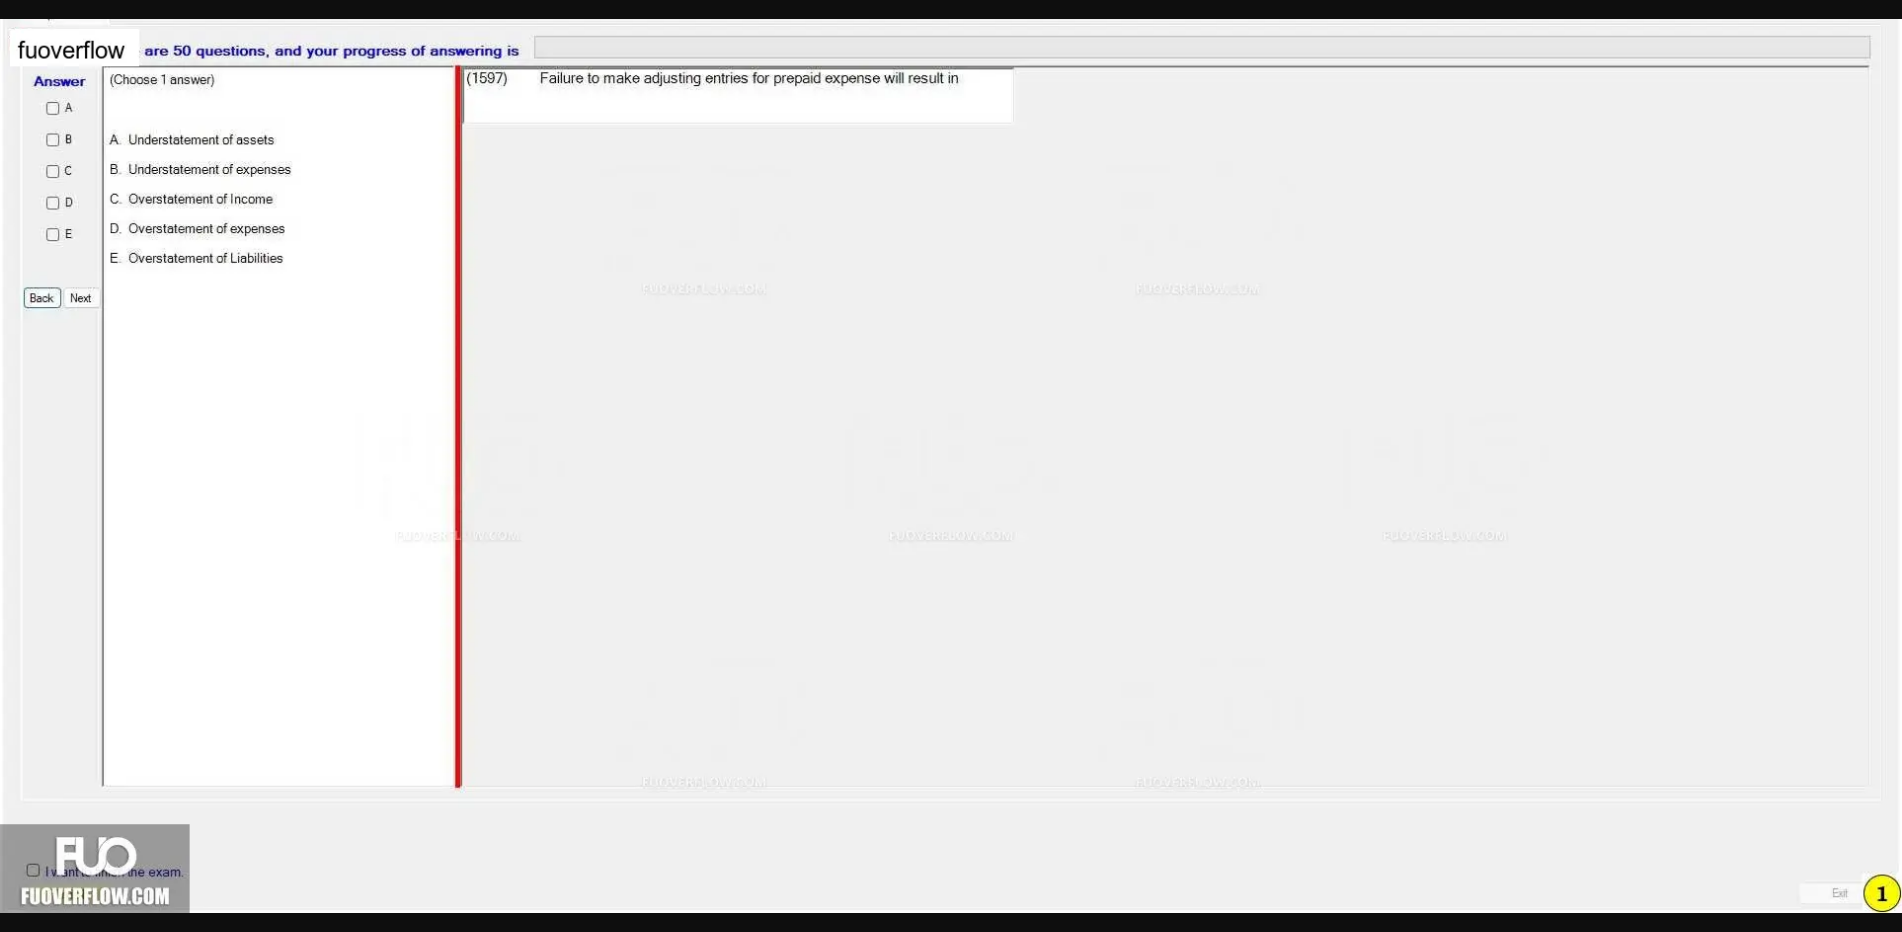 fuoverflow are 50 questions, and your progress of answering is
Answer
(Choose 1 answer)
(1597) Failure to make adjusting entries for prepaid expense will result in
A
B
C
D
E
A. Understatement of assets
B. Understatement of expenses
C. Overstatement of Income
D. Overstatement of expenses
E. Overstatement of Liabilities
Back Next
FUOVERFLOW.COM FUOVERFLOW.COM
FUOVERFLOW.COM FUOVERFLOW.COM FUOVERFLOW.COM
FUOVERFLOW.COM FUOVERFLOW.COM
FUO
I want the exam.
FUOVERFLOW.COM
Exit 1